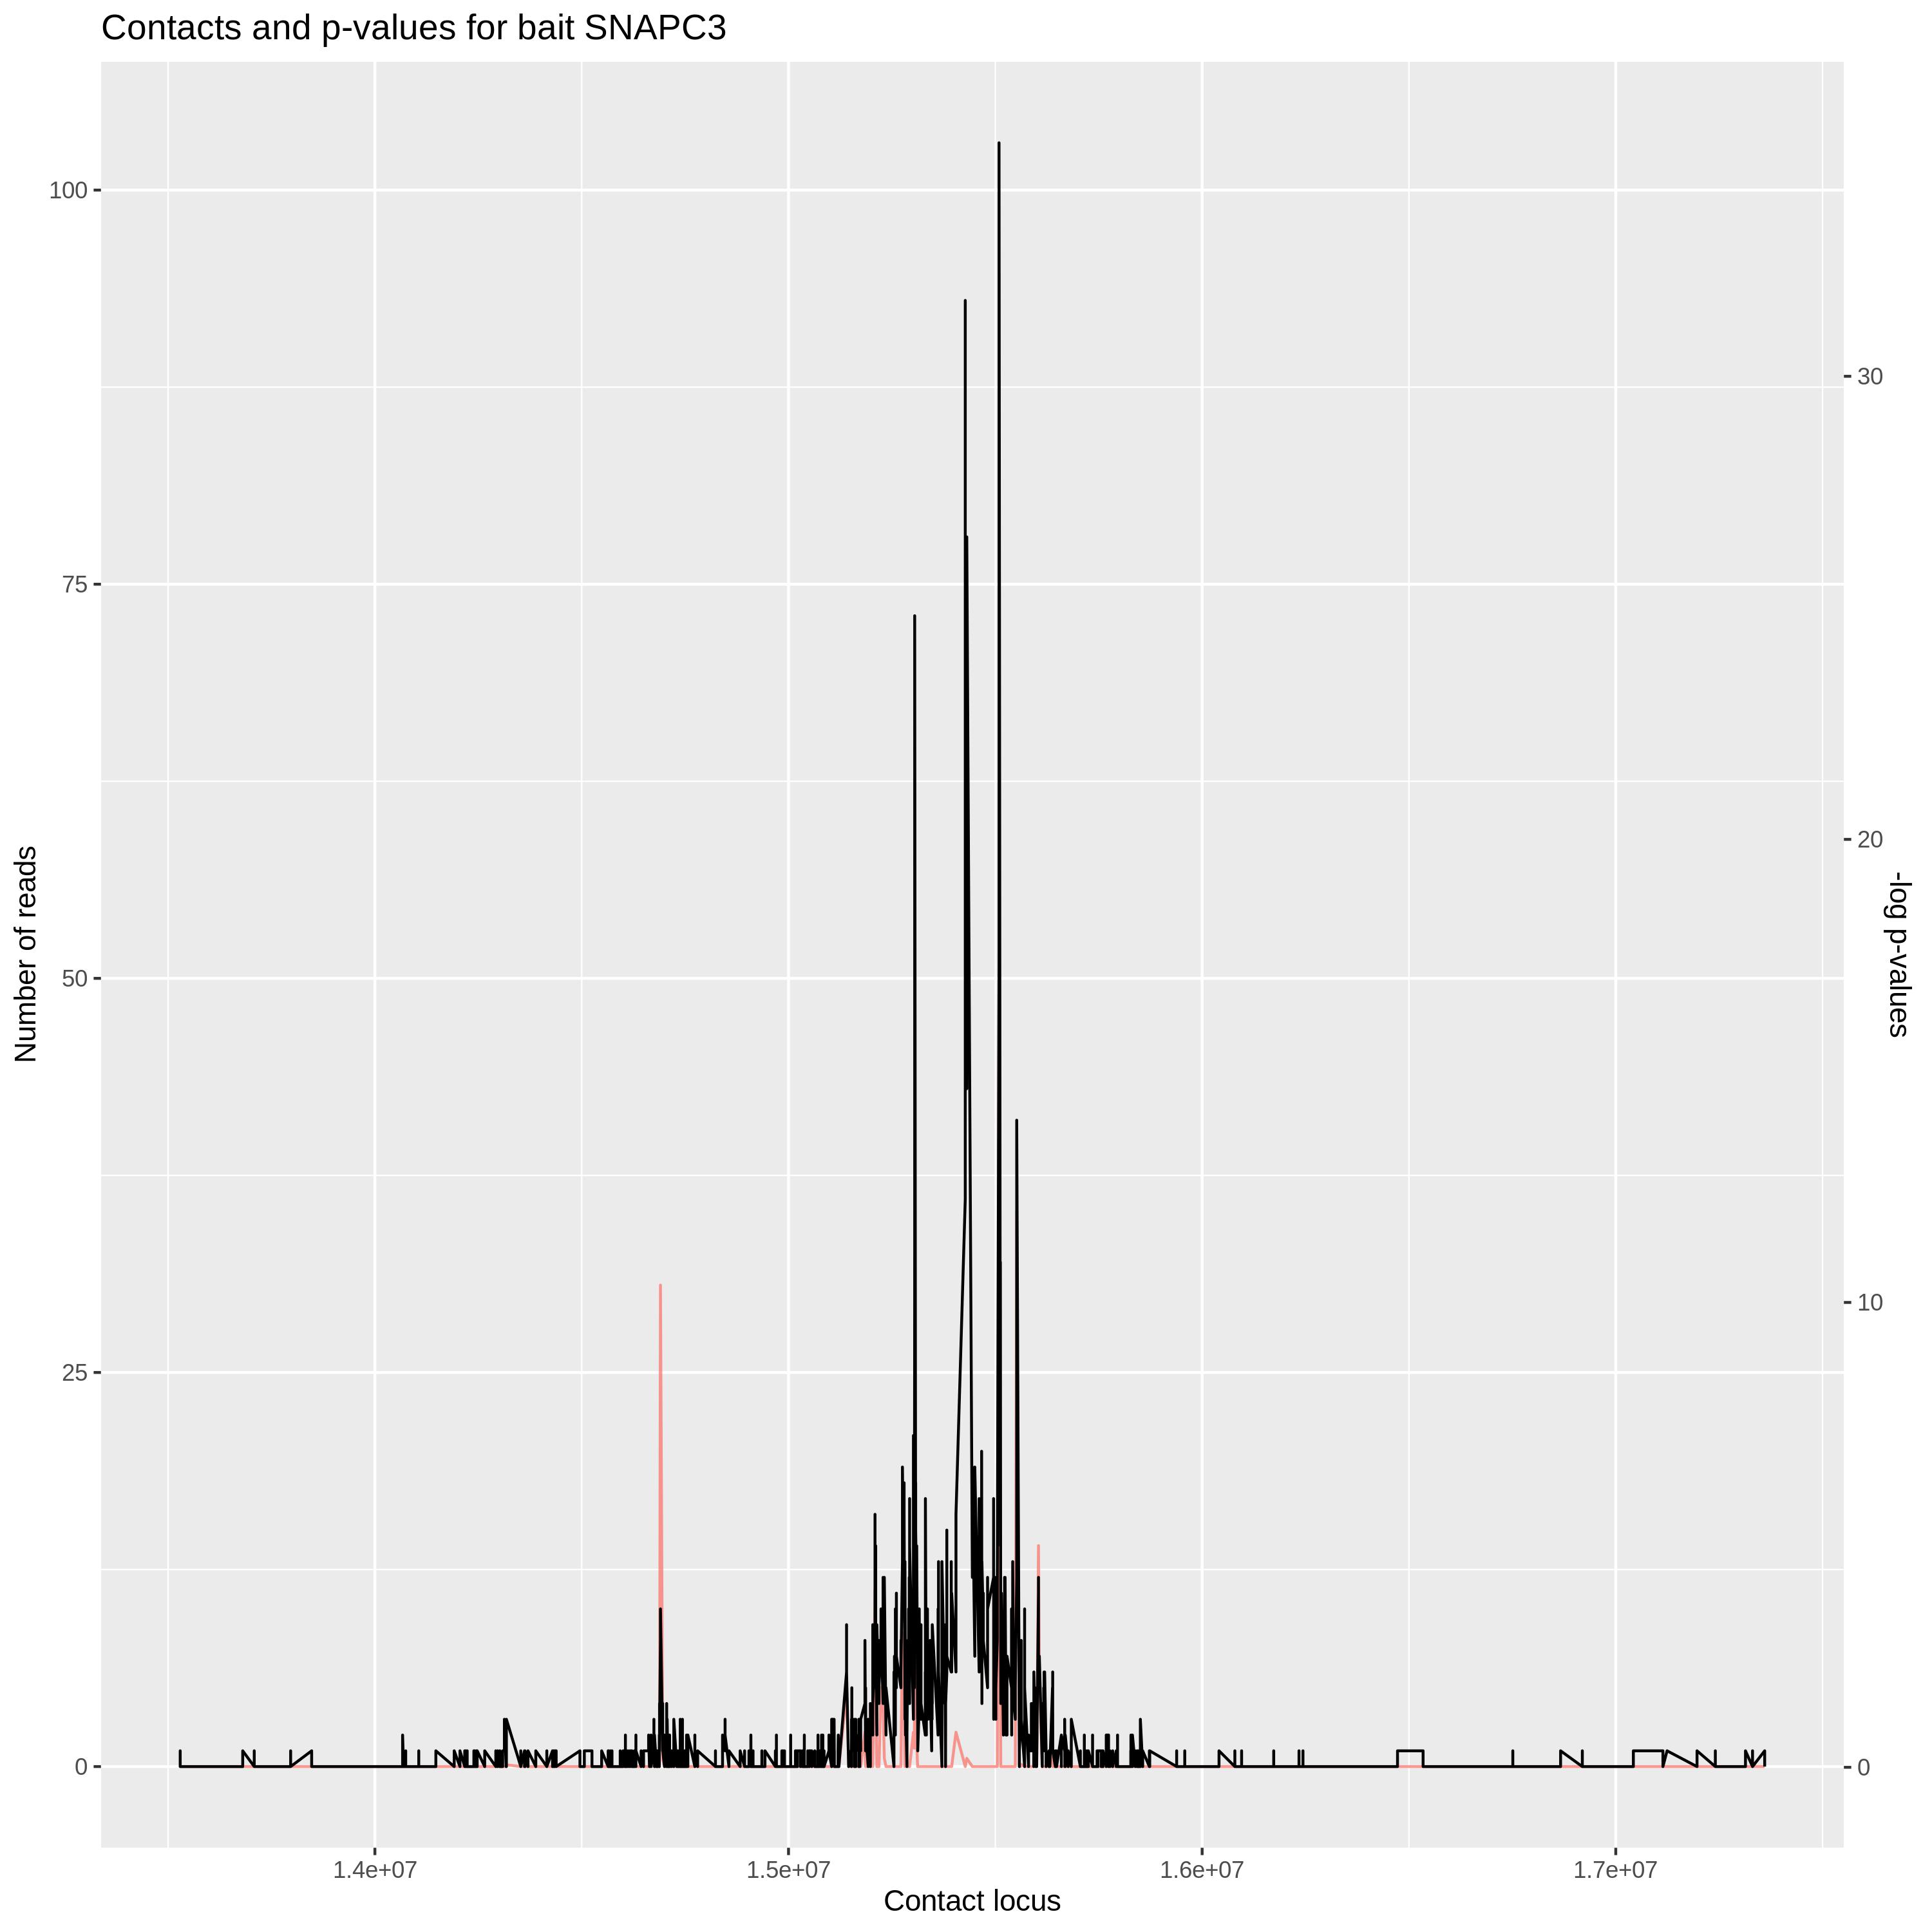 Contacts and p-values for bait SNAPC3
100
75
50
25
0
30
20
10
0
Number of reads
-log p-values
1.4e+07
1.5e+07
1.6e+07
1.7e+07
Contact locus